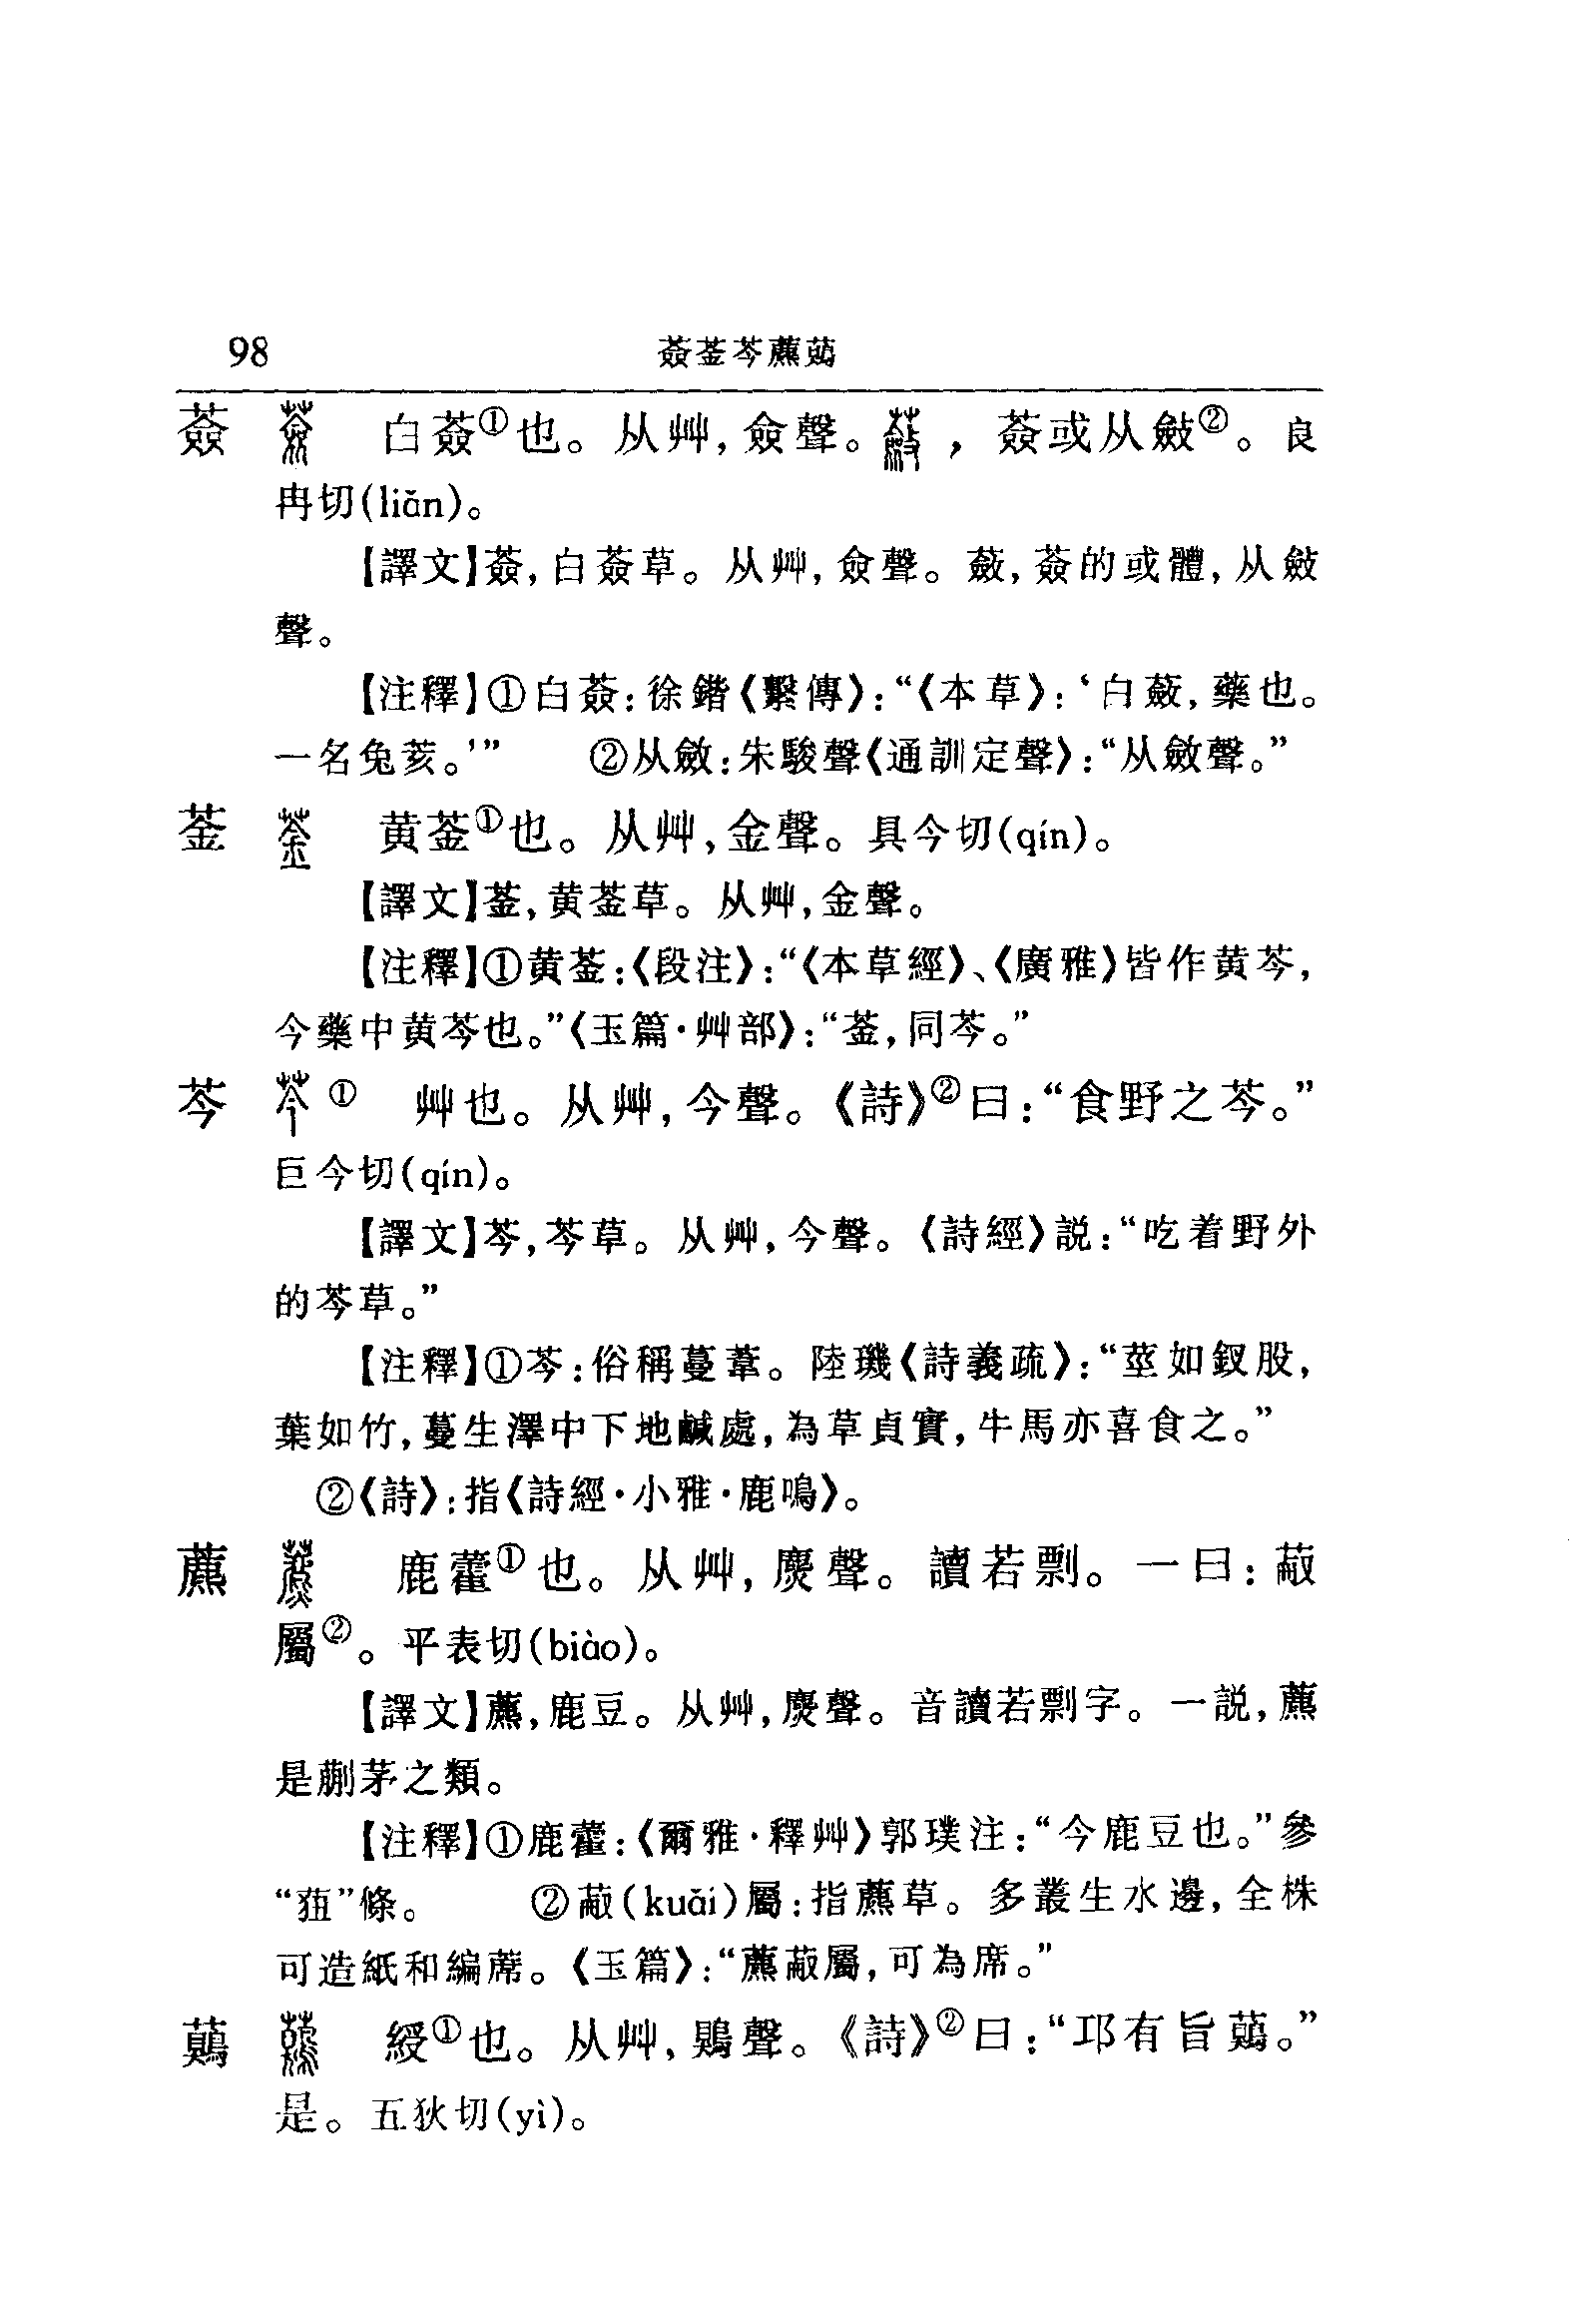 98 薟菳芩藨鷊
薟 白薟①也。从艸，僉聲。，薟或从斂②。良
冉切(liǎn)。
【譯文】薟，白薟草。从艸，僉聲。蘞，薟的或體，从斂
聲。
【注釋】①白薟：徐鍇《繫傳》：“《本草》：‘白蘞，藥也。
一名兔荄。’” ②从斂：朱駿聲《通訓定聲》：“从斂聲。”
菳 黄菳①也。从艸，金聲。具今切(qín)。
【譯文】菳，黄菳草。从艸，金聲。
【注釋】①黄菳：《段注》：“《本草經》、《廣雅》皆作黄芩，
今藥中黄芩也。”《玉篇·艸部》：“菳，同芩。”
芩 ① 艸也。从艸，今聲。《詩》②曰：“食野之芩。”
巨今切(qín)。
【譯文】芩，芩草。从艸，今聲。《詩經》説：“吃着野外
的芩草。”
【注釋】①芩：俗稱蔓葦。陸璣《詩義疏》：“莖如釵股，
葉如竹，蔓生澤中下地鹹處，為草貞實，牛馬亦喜食之。”
②《詩》：指《詩經·小雅·鹿鳴》。
藨 鹿藿①也。从艸，麃聲。讀若剽。一曰：蔽
屬②。平表切(biào)。
【譯文】藨，鹿豆。从艸，麃聲。音讀若剽字。一説，藨
是蒯茅之類。
【注釋】①鹿藿：《爾雅·釋艸》郭璞注：“今鹿豆也。”參
“莥”條。 ②蔽(kuǎi)屬：指藨草。多叢生水邊，全株
可造紙和編蓆。《玉篇》：“藨蔽屬，可為席。”
鷊 綬①也。从艸，鶂聲。《詩》②曰：“邛有旨鷊。”
是。五狄切(yì)。